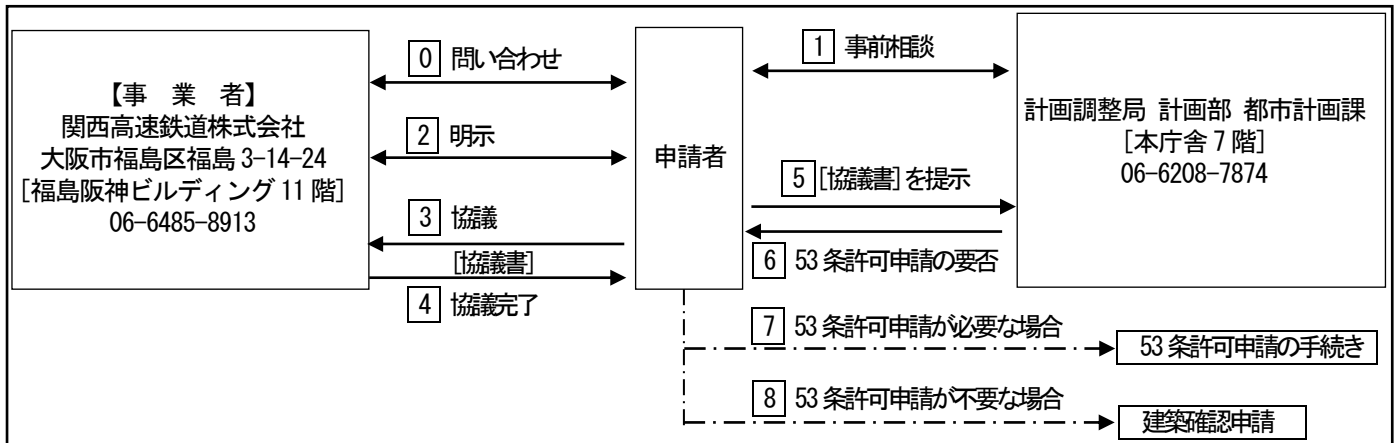 【事　業　者】
関西高速鉄道株式会社
大阪市福島区福島 3-14-24
[福島阪神ビルディング 11 階]
06-6485-8913
0 問い合わせ
2 明示
3 協議
[協議書]
4 協議完了
申請者
1 事前相談
5 [協議書]を提示
6 53 条許可申請の要否
計画調整局 計画部 都市計画課
[本庁舎 7 階]
06-6208-7874
7 53 条許可申請が必要な場合
53 条許可申請の手続き
8 53 条許可申請が不要な場合
建築確認申請